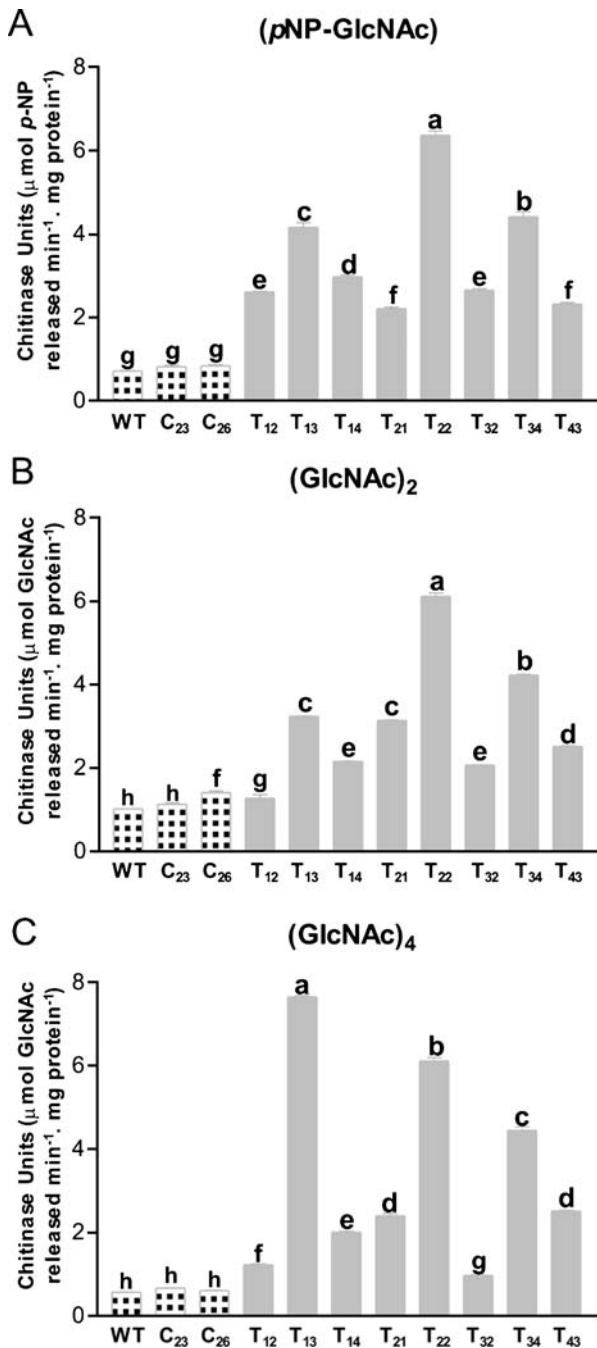 A
(pNP-GlcNAc)
Chitinase Units (μmol p-NP
released min⁻¹. mg protein⁻¹)
8
6
4
2
0
g g g e c d f a e b f
WT C₂₃ C₂₆ T₁₂ T₁₃ T₁₄ T₂₁ T₂₂ T₃₂ T₃₄ T₄₃
B
(GlcNAc)₂
Chitinase Units (μmol GlcNAc
released min⁻¹. mg protein⁻¹)
8
6
4
2
0
h h f g c e c a e b d
WT C₂₃ C₂₆ T₁₂ T₁₃ T₁₄ T₂₁ T₂₂ T₃₂ T₃₄ T₄₃
C
(GlcNAc)₄
Chitinase Units (μmol GlcNAc
released min⁻¹. mg protein⁻¹)
8
6
4
2
0
h h h f a e d b g c d
WT C₂₃ C₂₆ T₁₂ T₁₃ T₁₄ T₂₁ T₂₂ T₃₂ T₃₄ T₄₃